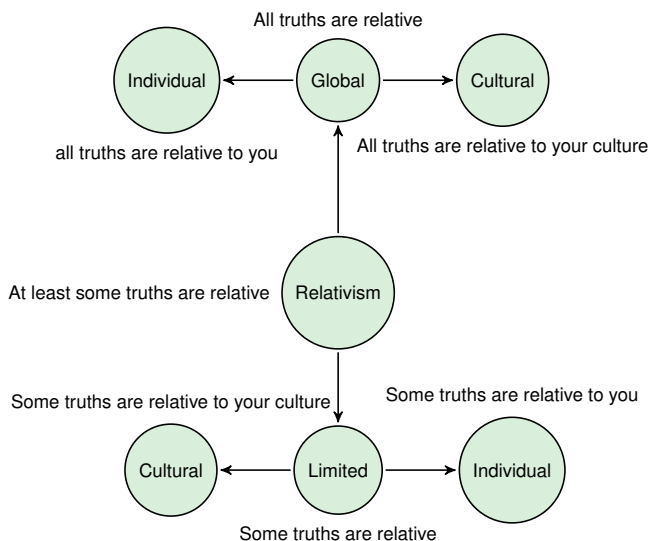 All truths are relative
Individual
Global
Cultural
all truths are relative to you
All truths are relative to your culture
At least some truths are relative
Relativism
Some truths are relative to your culture
Some truths are relative to you
Cultural
Limited
Individual
Some truths are relative